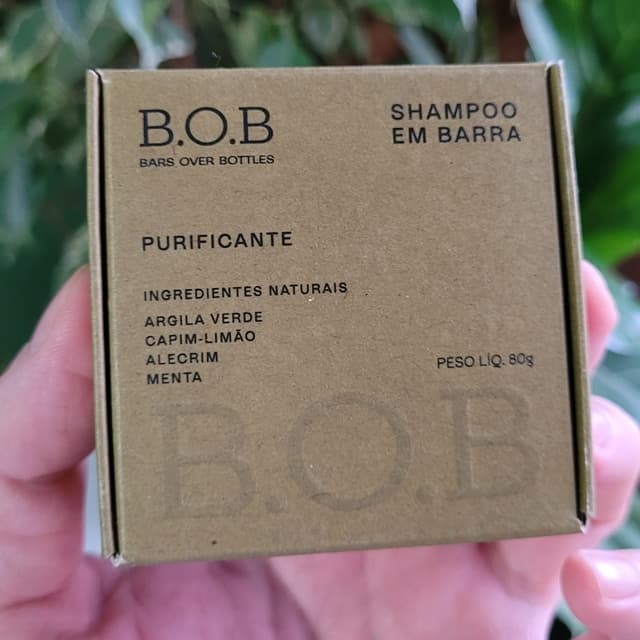 B.O.B
BARS OVER BOTTLES
SHAMPOO
EM BARRA
PURIFICANTE
INGREDIENTES NATURAIS
ARGILA VERDE
CAPIM-LIMÃO
ALECRIM
MENTA
PESO LÍQ. 80g
B.O.B